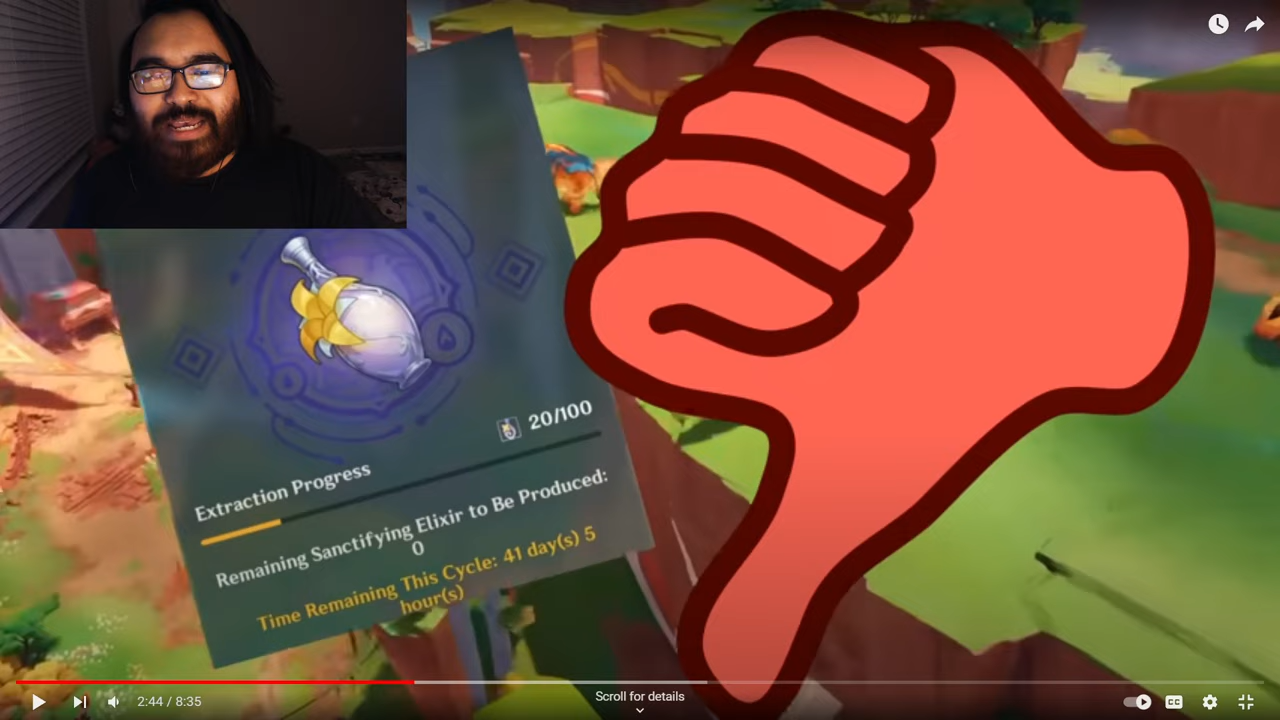 20/100
Extraction Progress
Remaining Sanctifying Elixir to Be Produced:
0
Time Remaining This Cycle: 41 day(s) 5
hour(s)
Scroll for details
2:44 / 8:35
CC